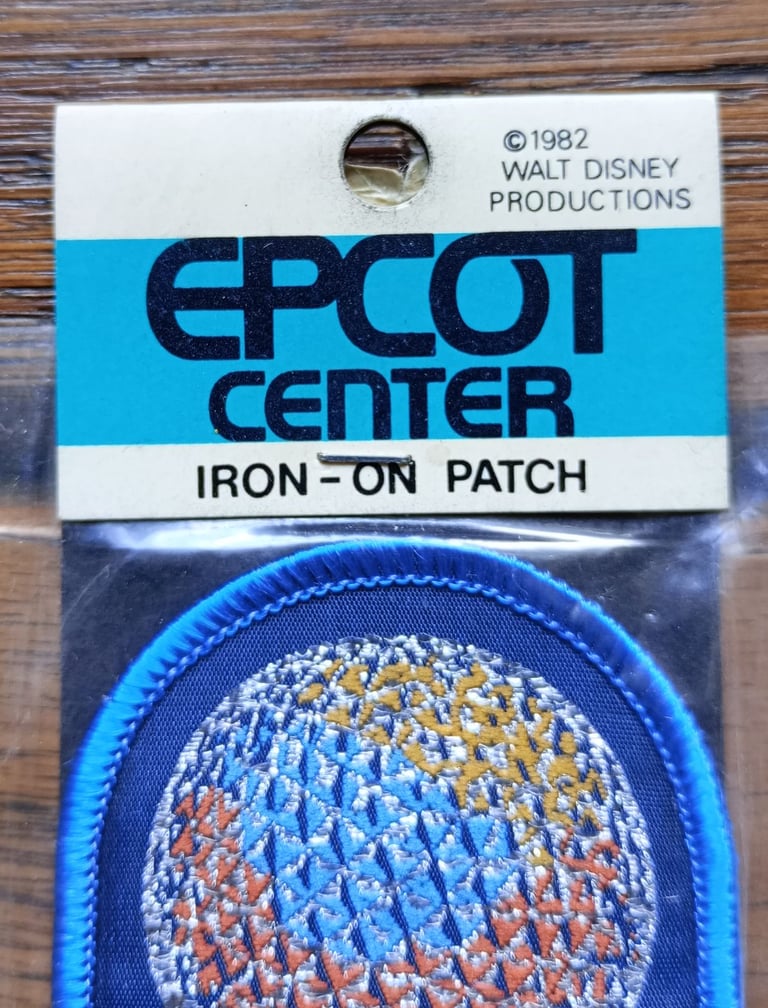 ©1982
WALT DISNEY
PRODUCTIONS
EPCOT
CENTER
IRON-ON PATCH